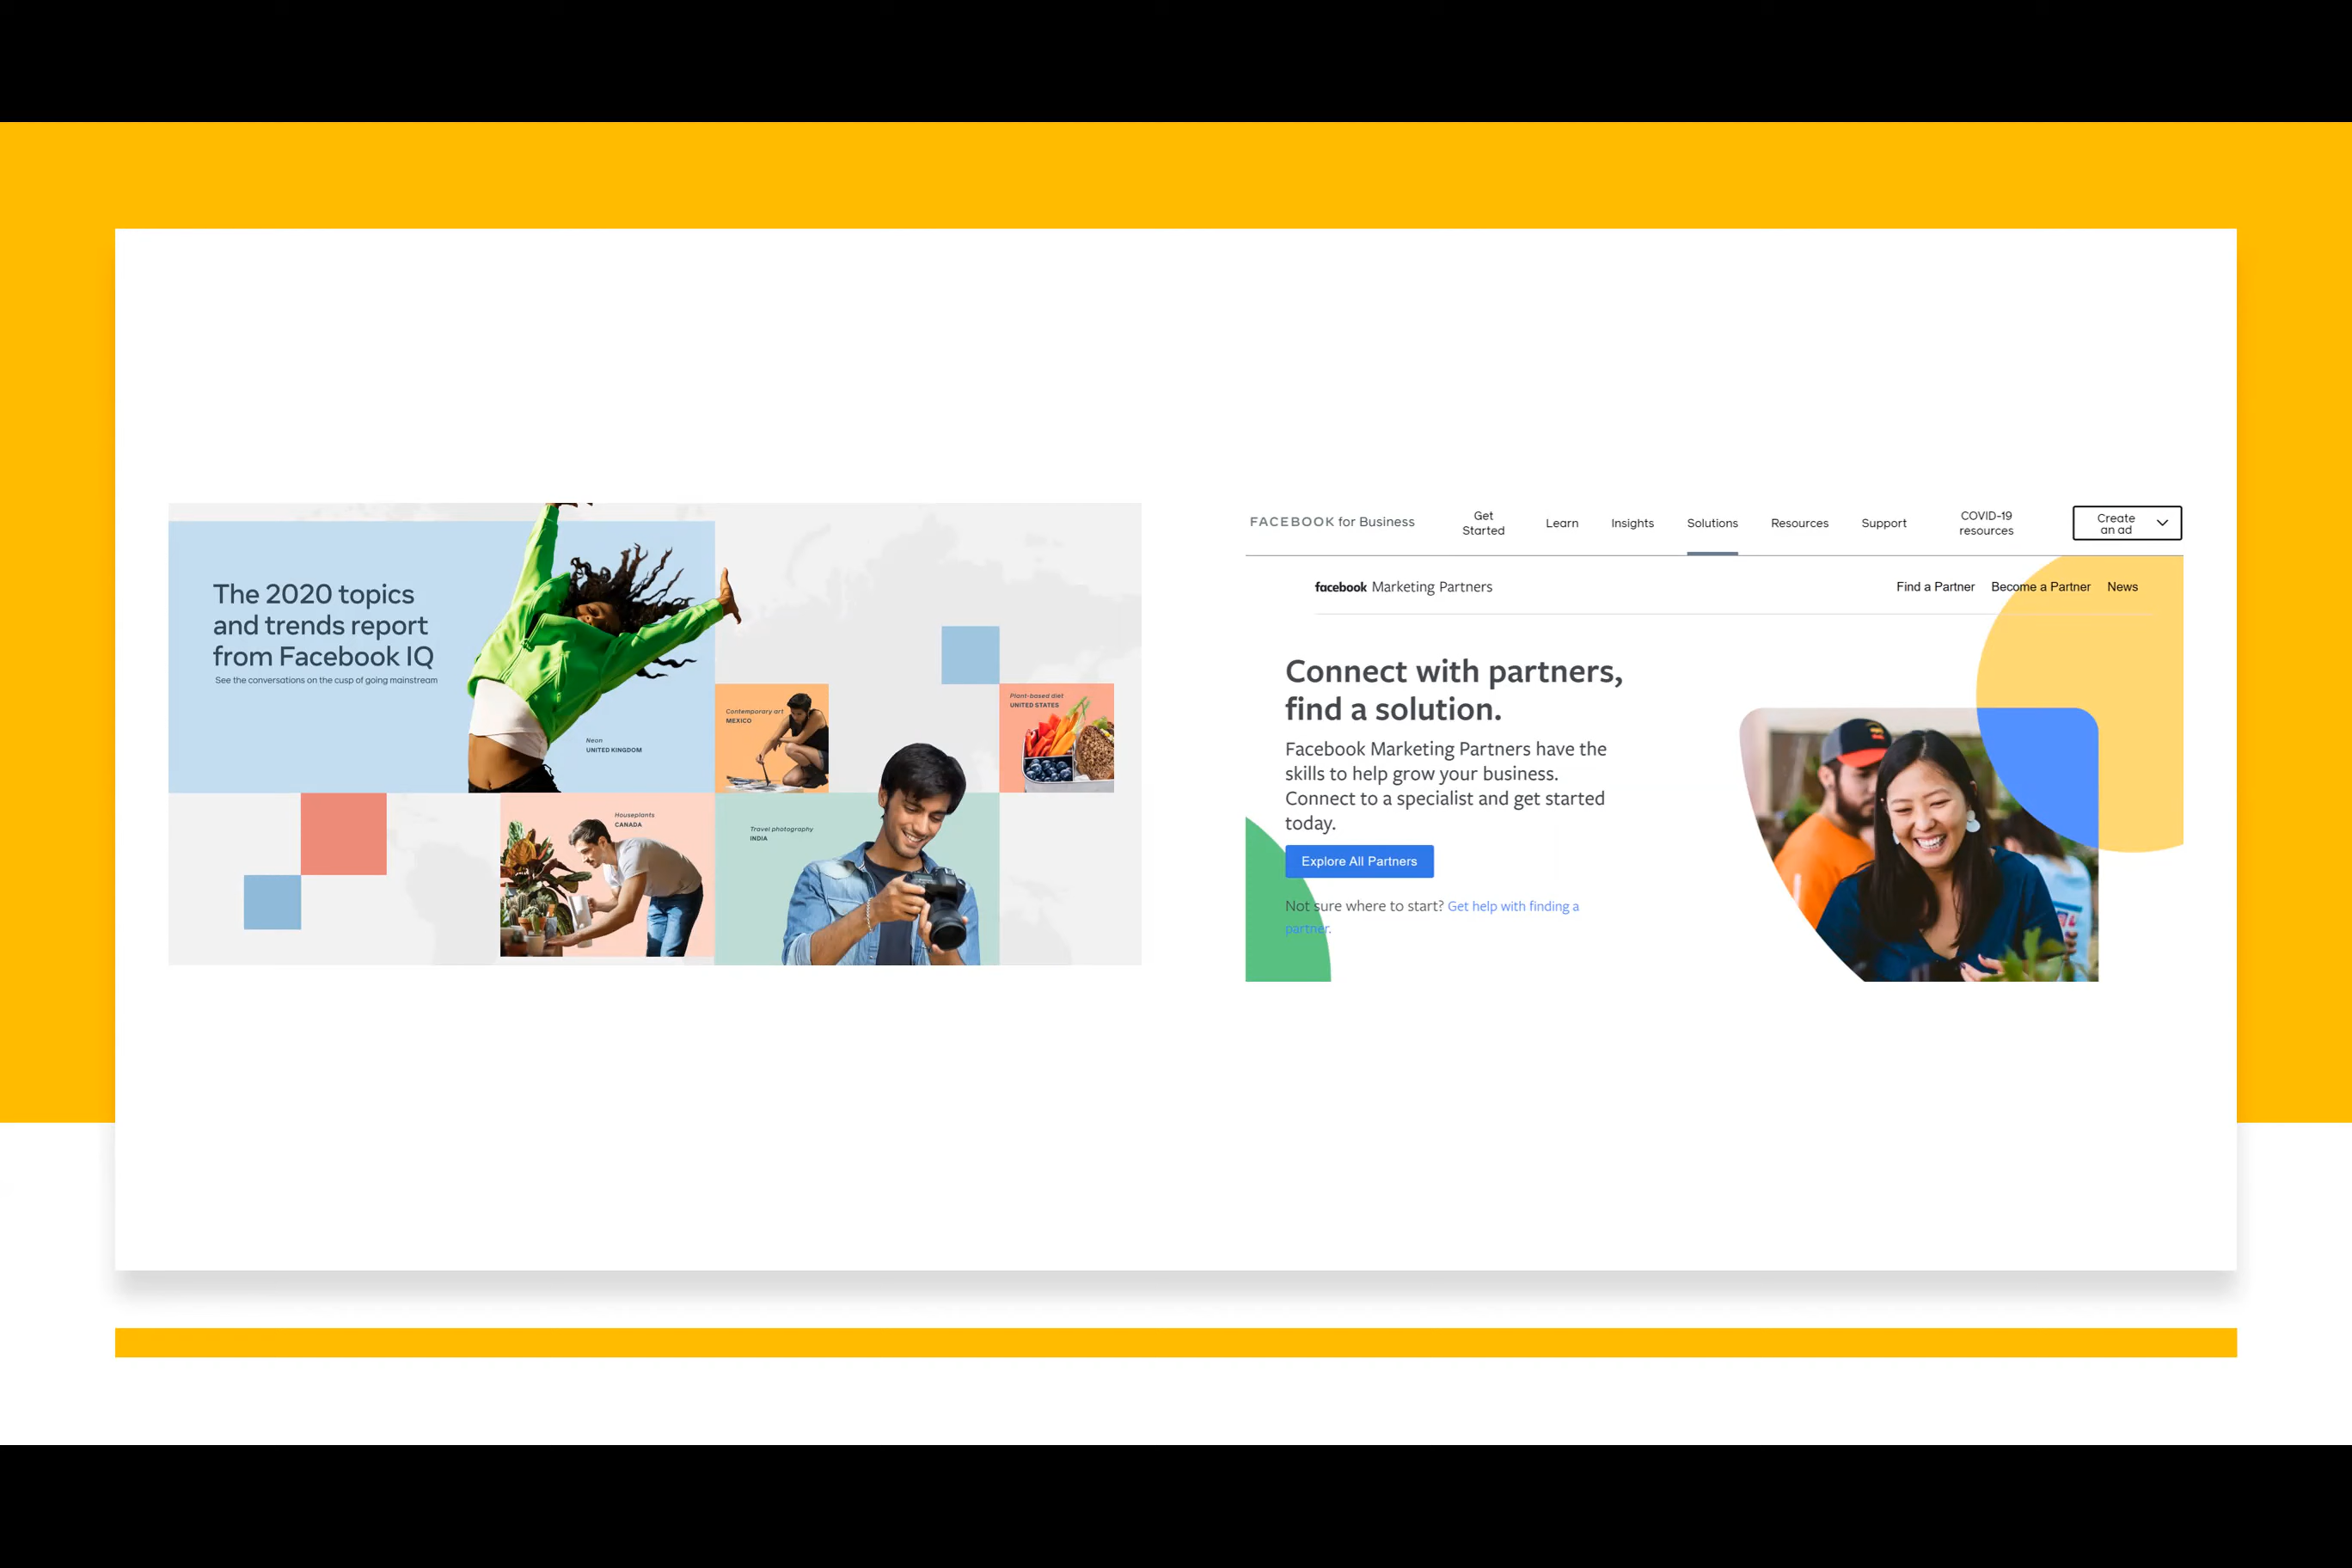 The 2020 topics
and trends report
from Facebook IQ
See the conversations on the cusp of going mainstream
Neon
UNITED KINGDOM
Contemporary art
MEXICO
Plant-based diet
UNITED STATES
Houseplants
CANADA
Travel photography
INDIA
FACEBOOK for Business
Get
Started
Learn
Insights
Solutions
Resources
Support
COVID-19
resources
Create
an ad
facebook Marketing Partners
Find a Partner
Become a Partner
News
Connect with partners,
find a solution.
Facebook Marketing Partners have the
skills to help grow your business.
Connect to a specialist and get started
today.
Explore All Partners
Not sure where to start? Get help with finding a
partner.